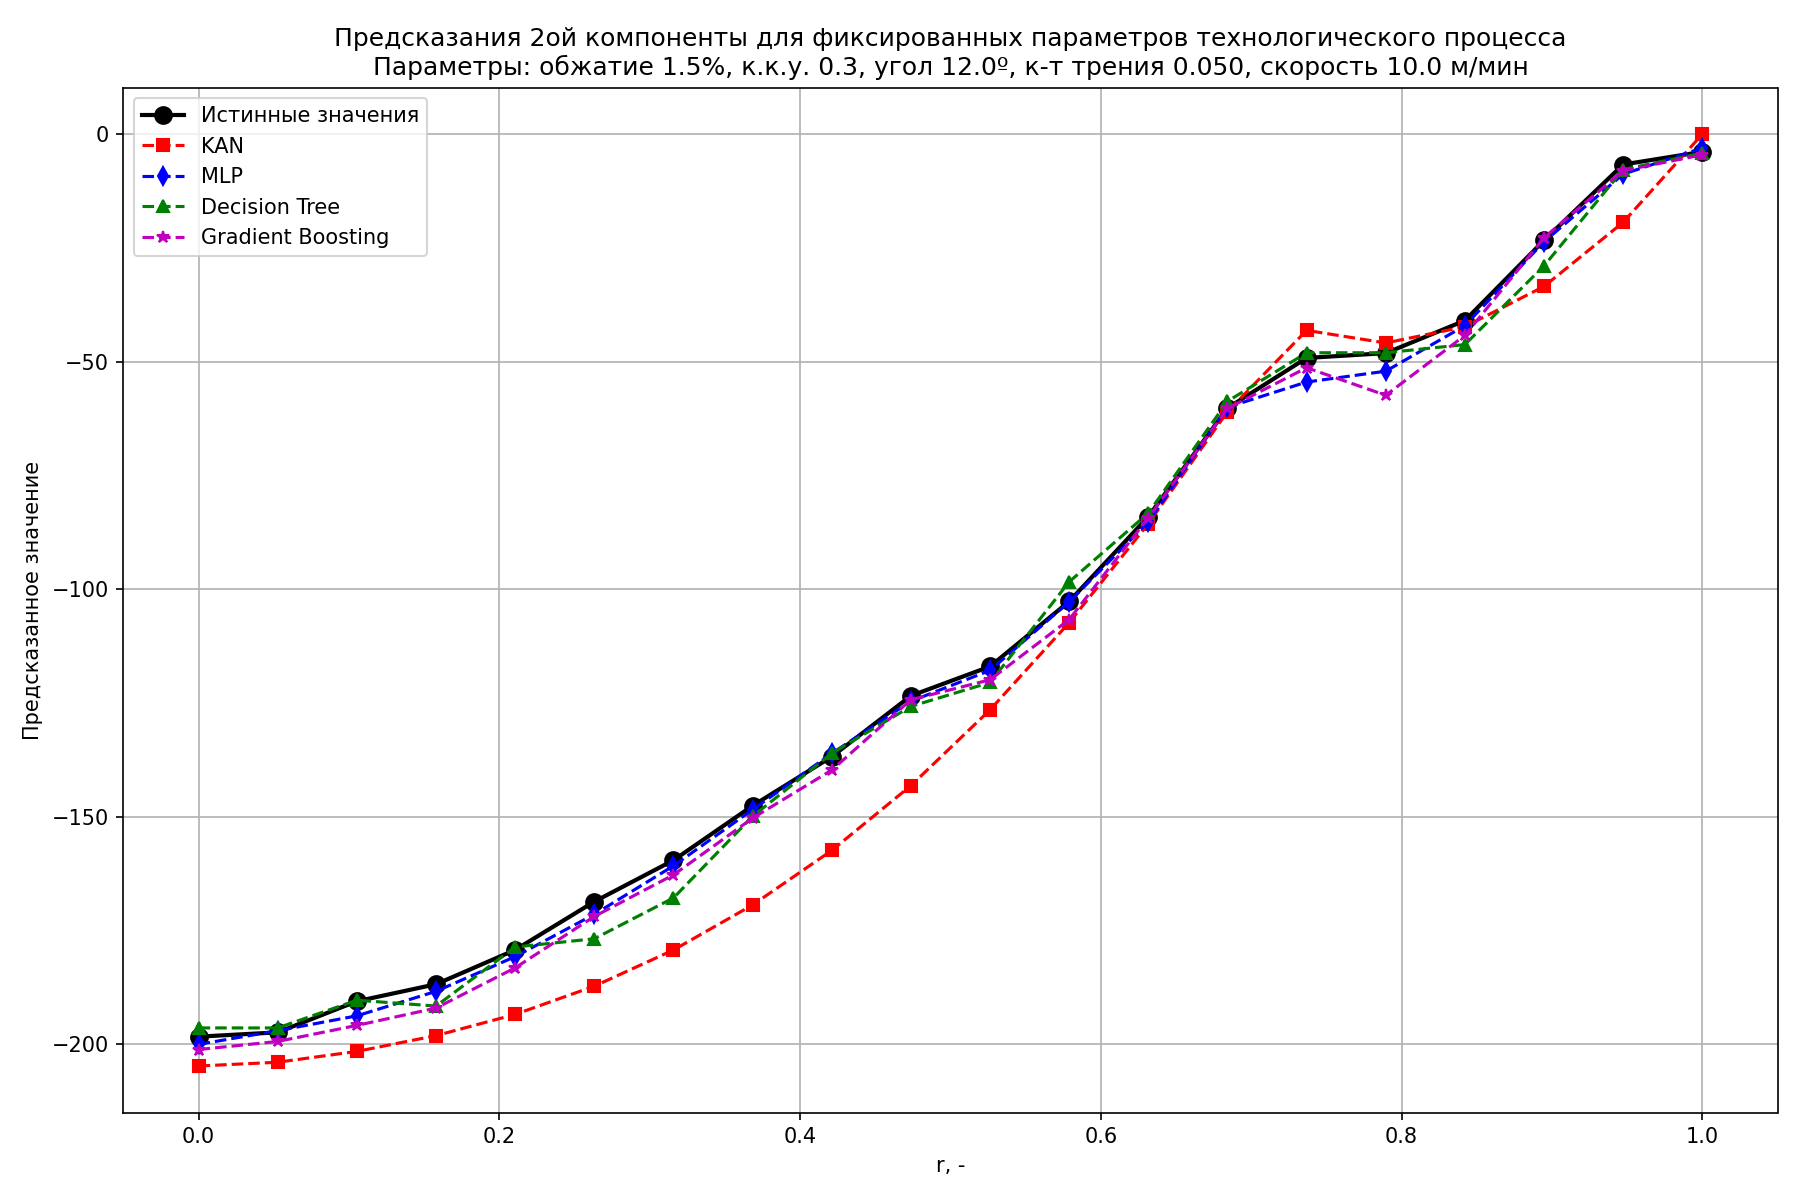 Предсказания 2ой компоненты для фиксированных параметров технологического процесса
Параметры: обжатие 1.5%, к.к.у. 0.3, угол 12.0º, к-т трения 0.050, скорость 10.0 м/мин
Истинные значения
KAN
MLP
Decision Tree
Gradient Boosting
Предсказанное значение
0
−50
−100
−150
−200
0.0 0.2 0.4 0.6 0.8 1.0
r, -